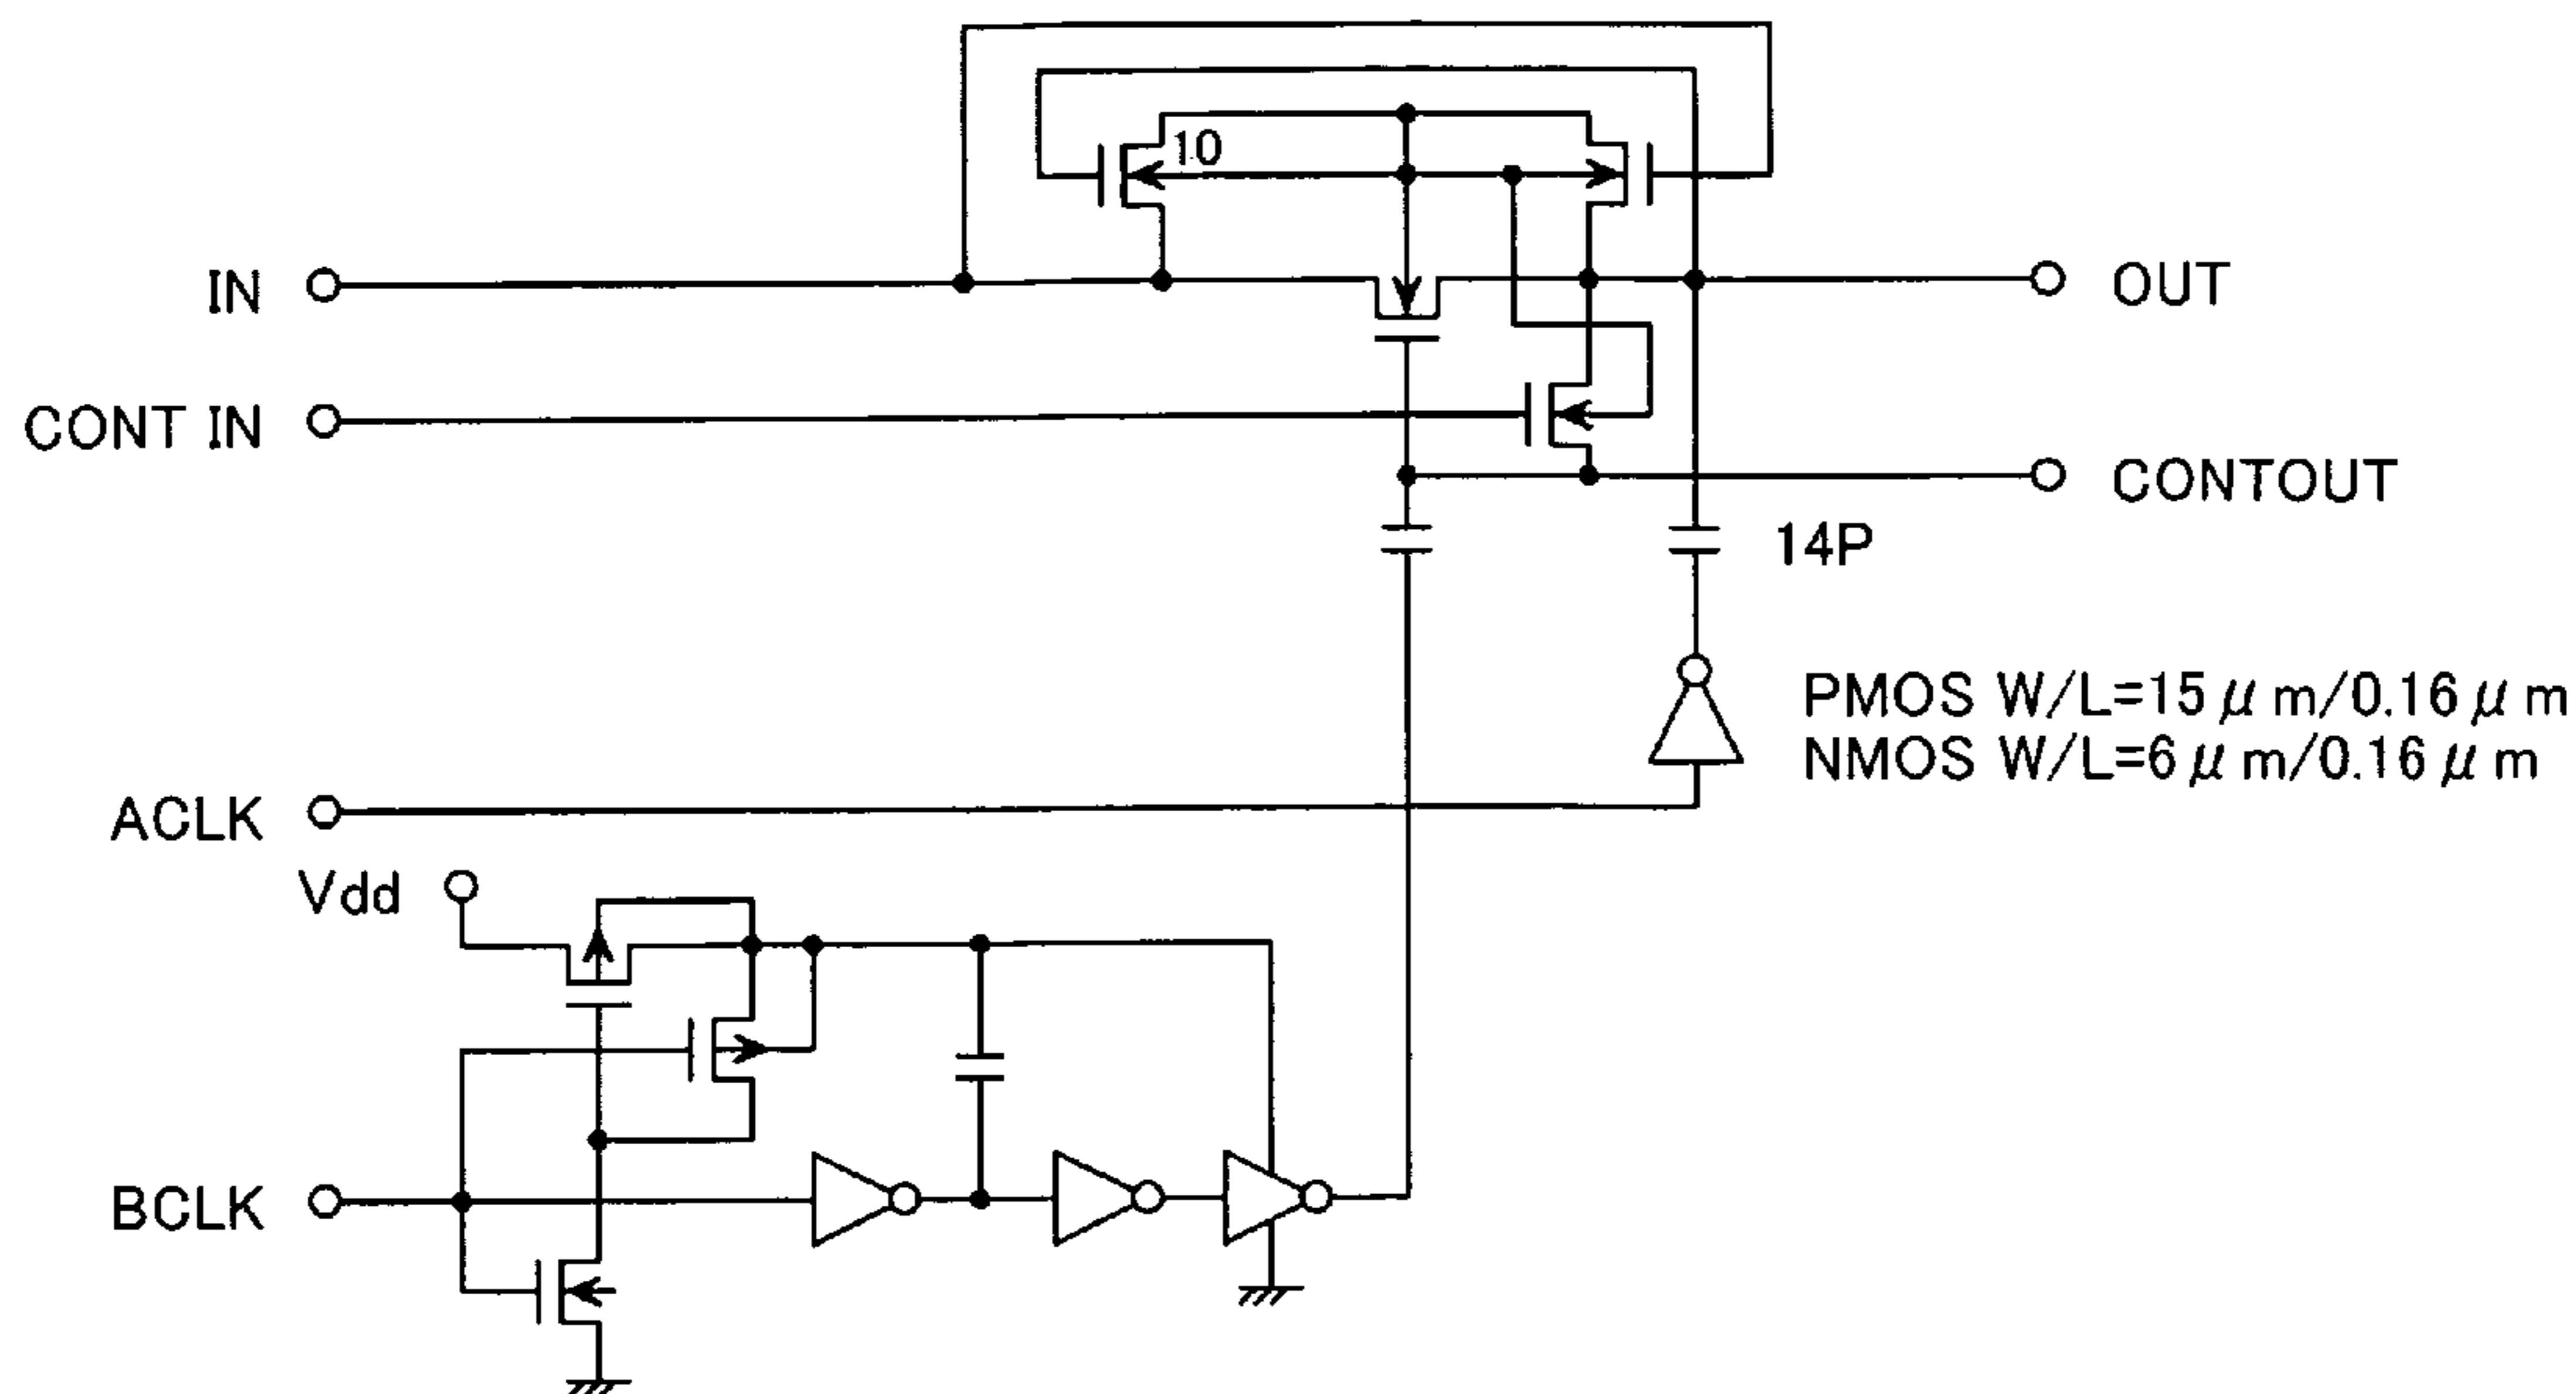 10
IN
OUT
CONT IN
CONTOUT
14P
PMOS W/L=15μm/0.16μm
NMOS W/L=6μm/0.16μm
ACLK
Vdd
BCLK